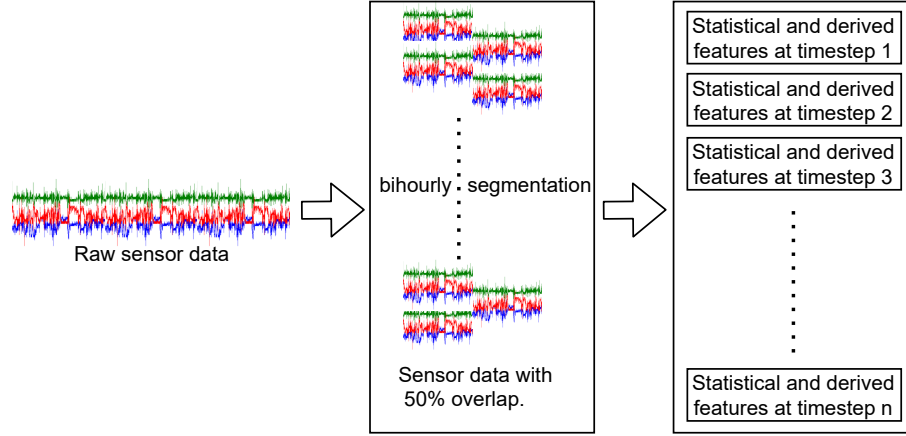 Raw sensor data
bihourly segmentation
Sensor data with
50% overlap.
Statistical and derived
features at timestep 1
Statistical and derived
features at timestep 2
Statistical and derived
features at timestep 3
Statistical and derived
features at timestep n